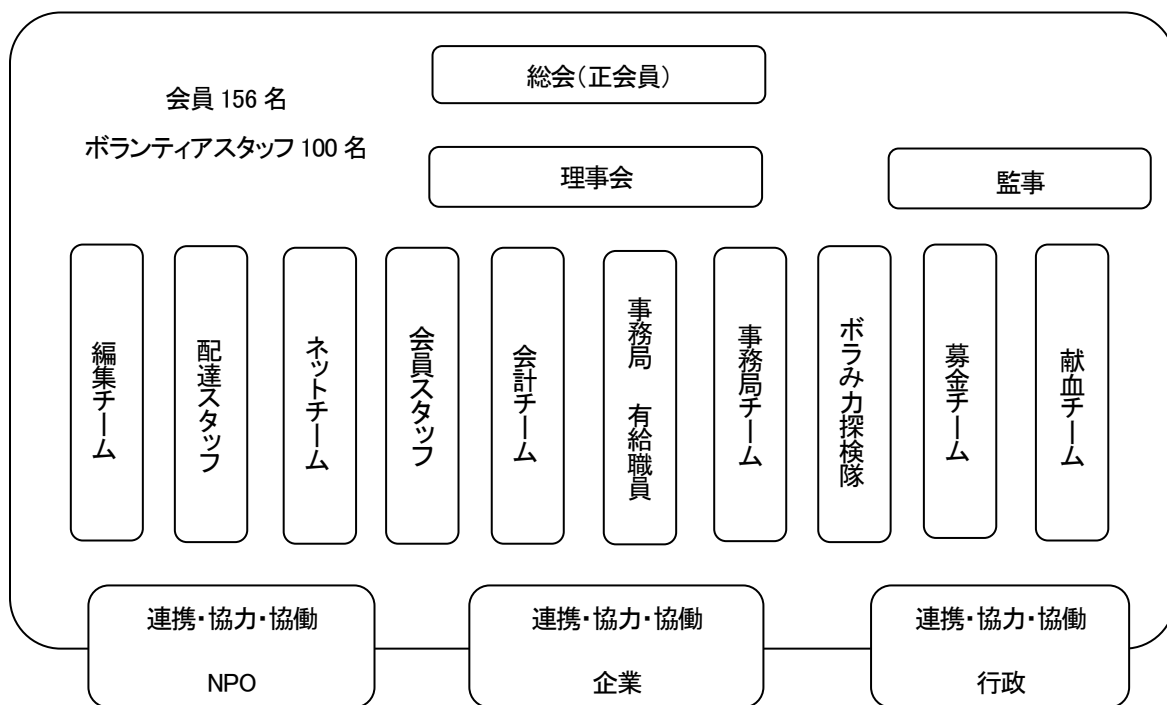 総会（正会員）
会員 156 名
ボランティアスタッフ 100 名
理事会
監事
編集チーム
配達スタッフ
ネットチーム
会員スタッフ
会計チーム
事務局　有給職員
事務局チーム
ボラみ力探検隊
募金チーム
献血チーム
連携・協力・協働
NPO
連携・協力・協働
企業
連携・協力・協働
行政